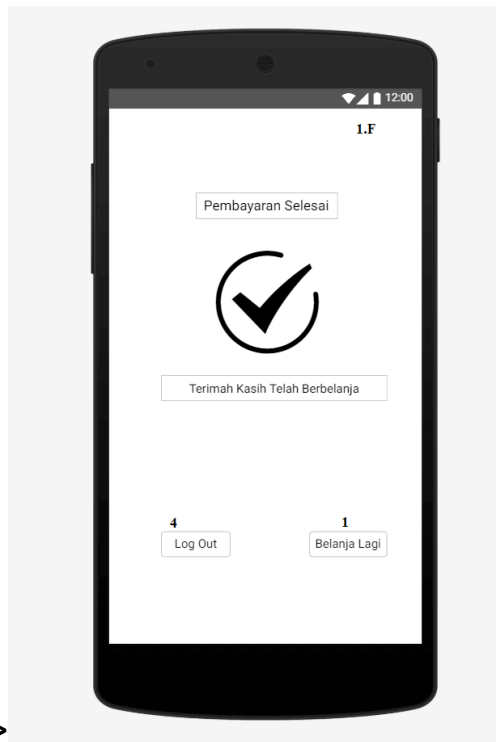 12:00
1.F
Pembayaran Selesai
Terimah Kasih Telah Berbelanja
4 1
Log Out Belanja Lagi
>